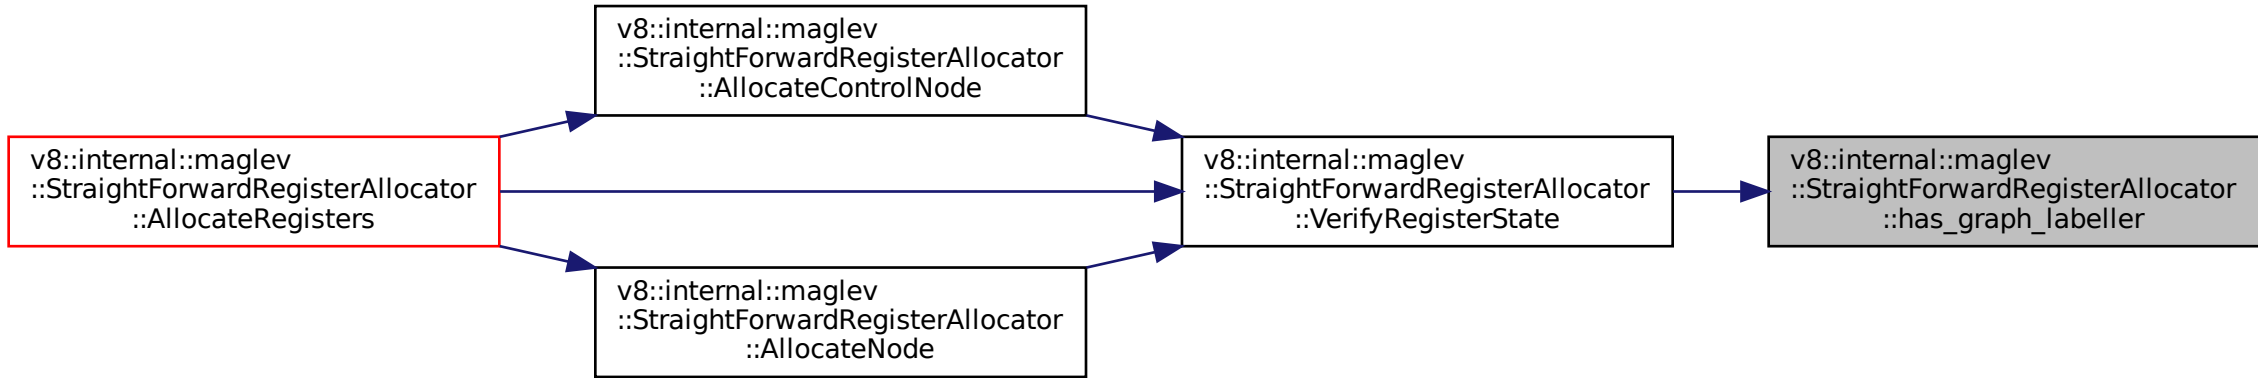 v8::internal::maglev
::StraightForwardRegisterAllocator
::AllocateRegisters
v8::internal::maglev
::StraightForwardRegisterAllocator
::AllocateControlNode
v8::internal::maglev
::StraightForwardRegisterAllocator
::AllocateNode
v8::internal::maglev
::StraightForwardRegisterAllocator
::VerifyRegisterState
v8::internal::maglev
::StraightForwardRegisterAllocator
::has_graph_labeller